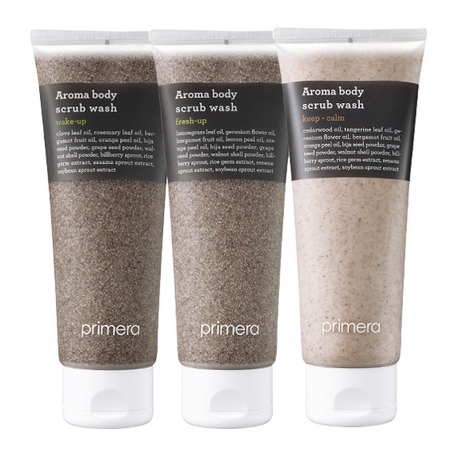 Aroma body
scrub wash
wake-up
clove leaf oil, rosemary leaf oil, ber-
gamot fruit oil, orange peel oil, bija
seed powder, grape seed powder, wal-
nut shell powder, billberry sprout, rice
germ extract, sesame sprout extract,
soybean sprout extract
primera
Aroma body
scrub wash
fresh-up
lemongrass leaf oil, geranium flower oil,
bergamot fruit oil, lemon peel oil, or-
ange peel oil, bija seed powder, grape
seed powder, walnut shell powder, bill-
berry sprout, rice germ extract, sesame
sprout extract, soybean sprout extract
primera
Aroma body
scrub wash
keep - calm
cedarwood oil, tangerine leaf oil, ge-
ranium flower oil, bergamot fruit oil,
orange peel oil, bija seed powder, grape
seed powder, walnut shell powder, bill-
berry sprout, rice germ extract, sesame
sprout extract, soybean sprout extract
primera